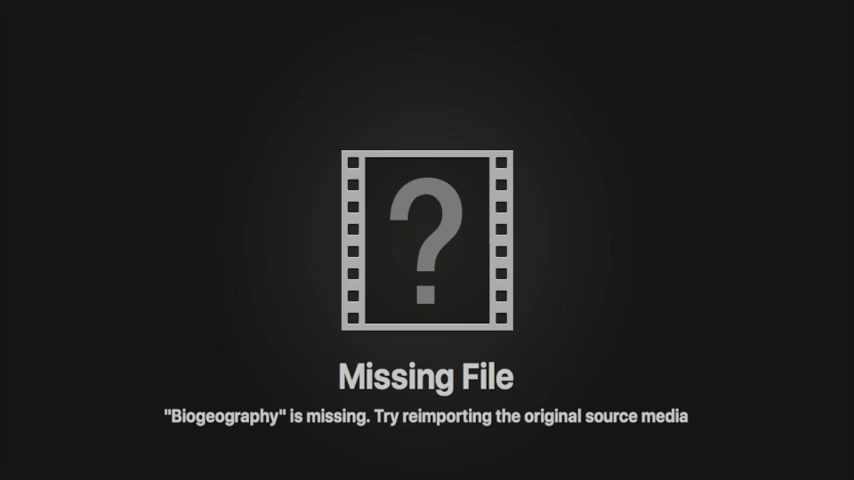 ?
Missing File
"Biogeography" is missing. Try reimporting the original source media